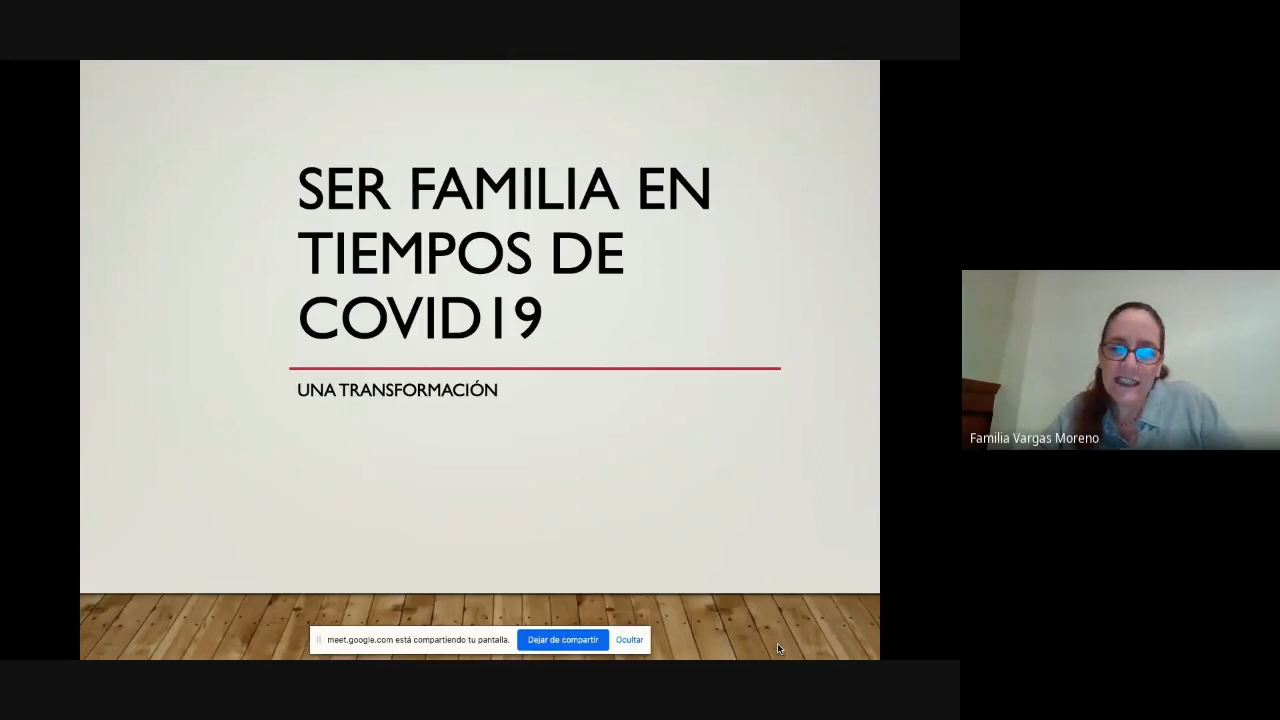 SER FAMILIA EN
TIEMPOS DE
COVID19
UNA TRANSFORMACIÓN
meet.google.com está compartiendo tu pantalla. Dejar de compartir Ocultar
Familia Vargas Moreno